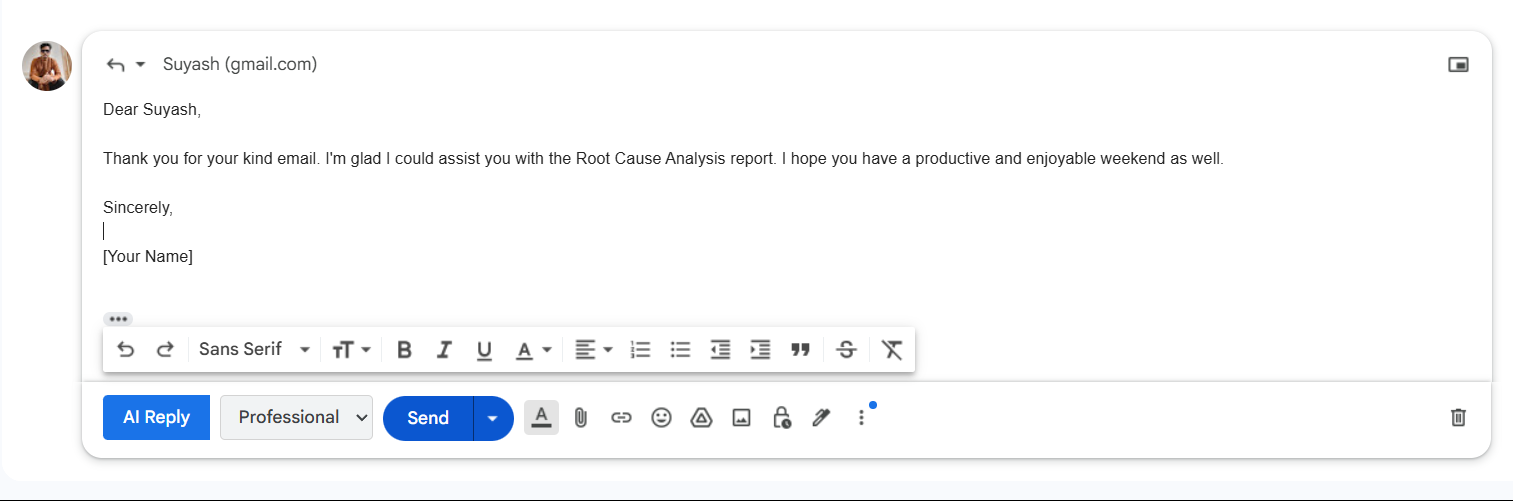 Suyash (gmail.com)
Dear Suyash,
Thank you for your kind email. I'm glad I could assist you with the Root Cause Analysis report. I hope you have a productive and enjoyable weekend as well.
Sincerely,
[Your Name]
Sans Serif
AI Reply
Professional
Send